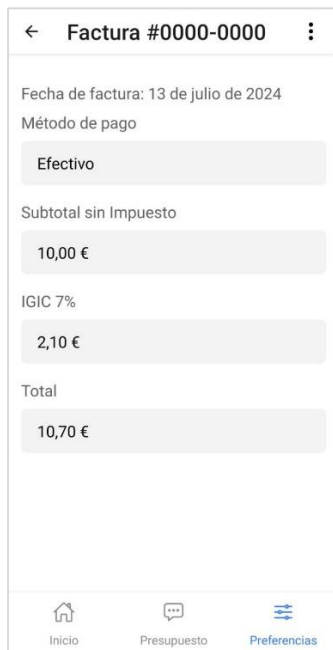 Factura #0000-0000
Fecha de factura: 13 de julio de 2024
Método de pago
Efectivo
Subtotal sin Impuesto
10,00 €
IGIC 7%
2,10 €
Total
10,70 €
Inicio Presupuesto Preferencias